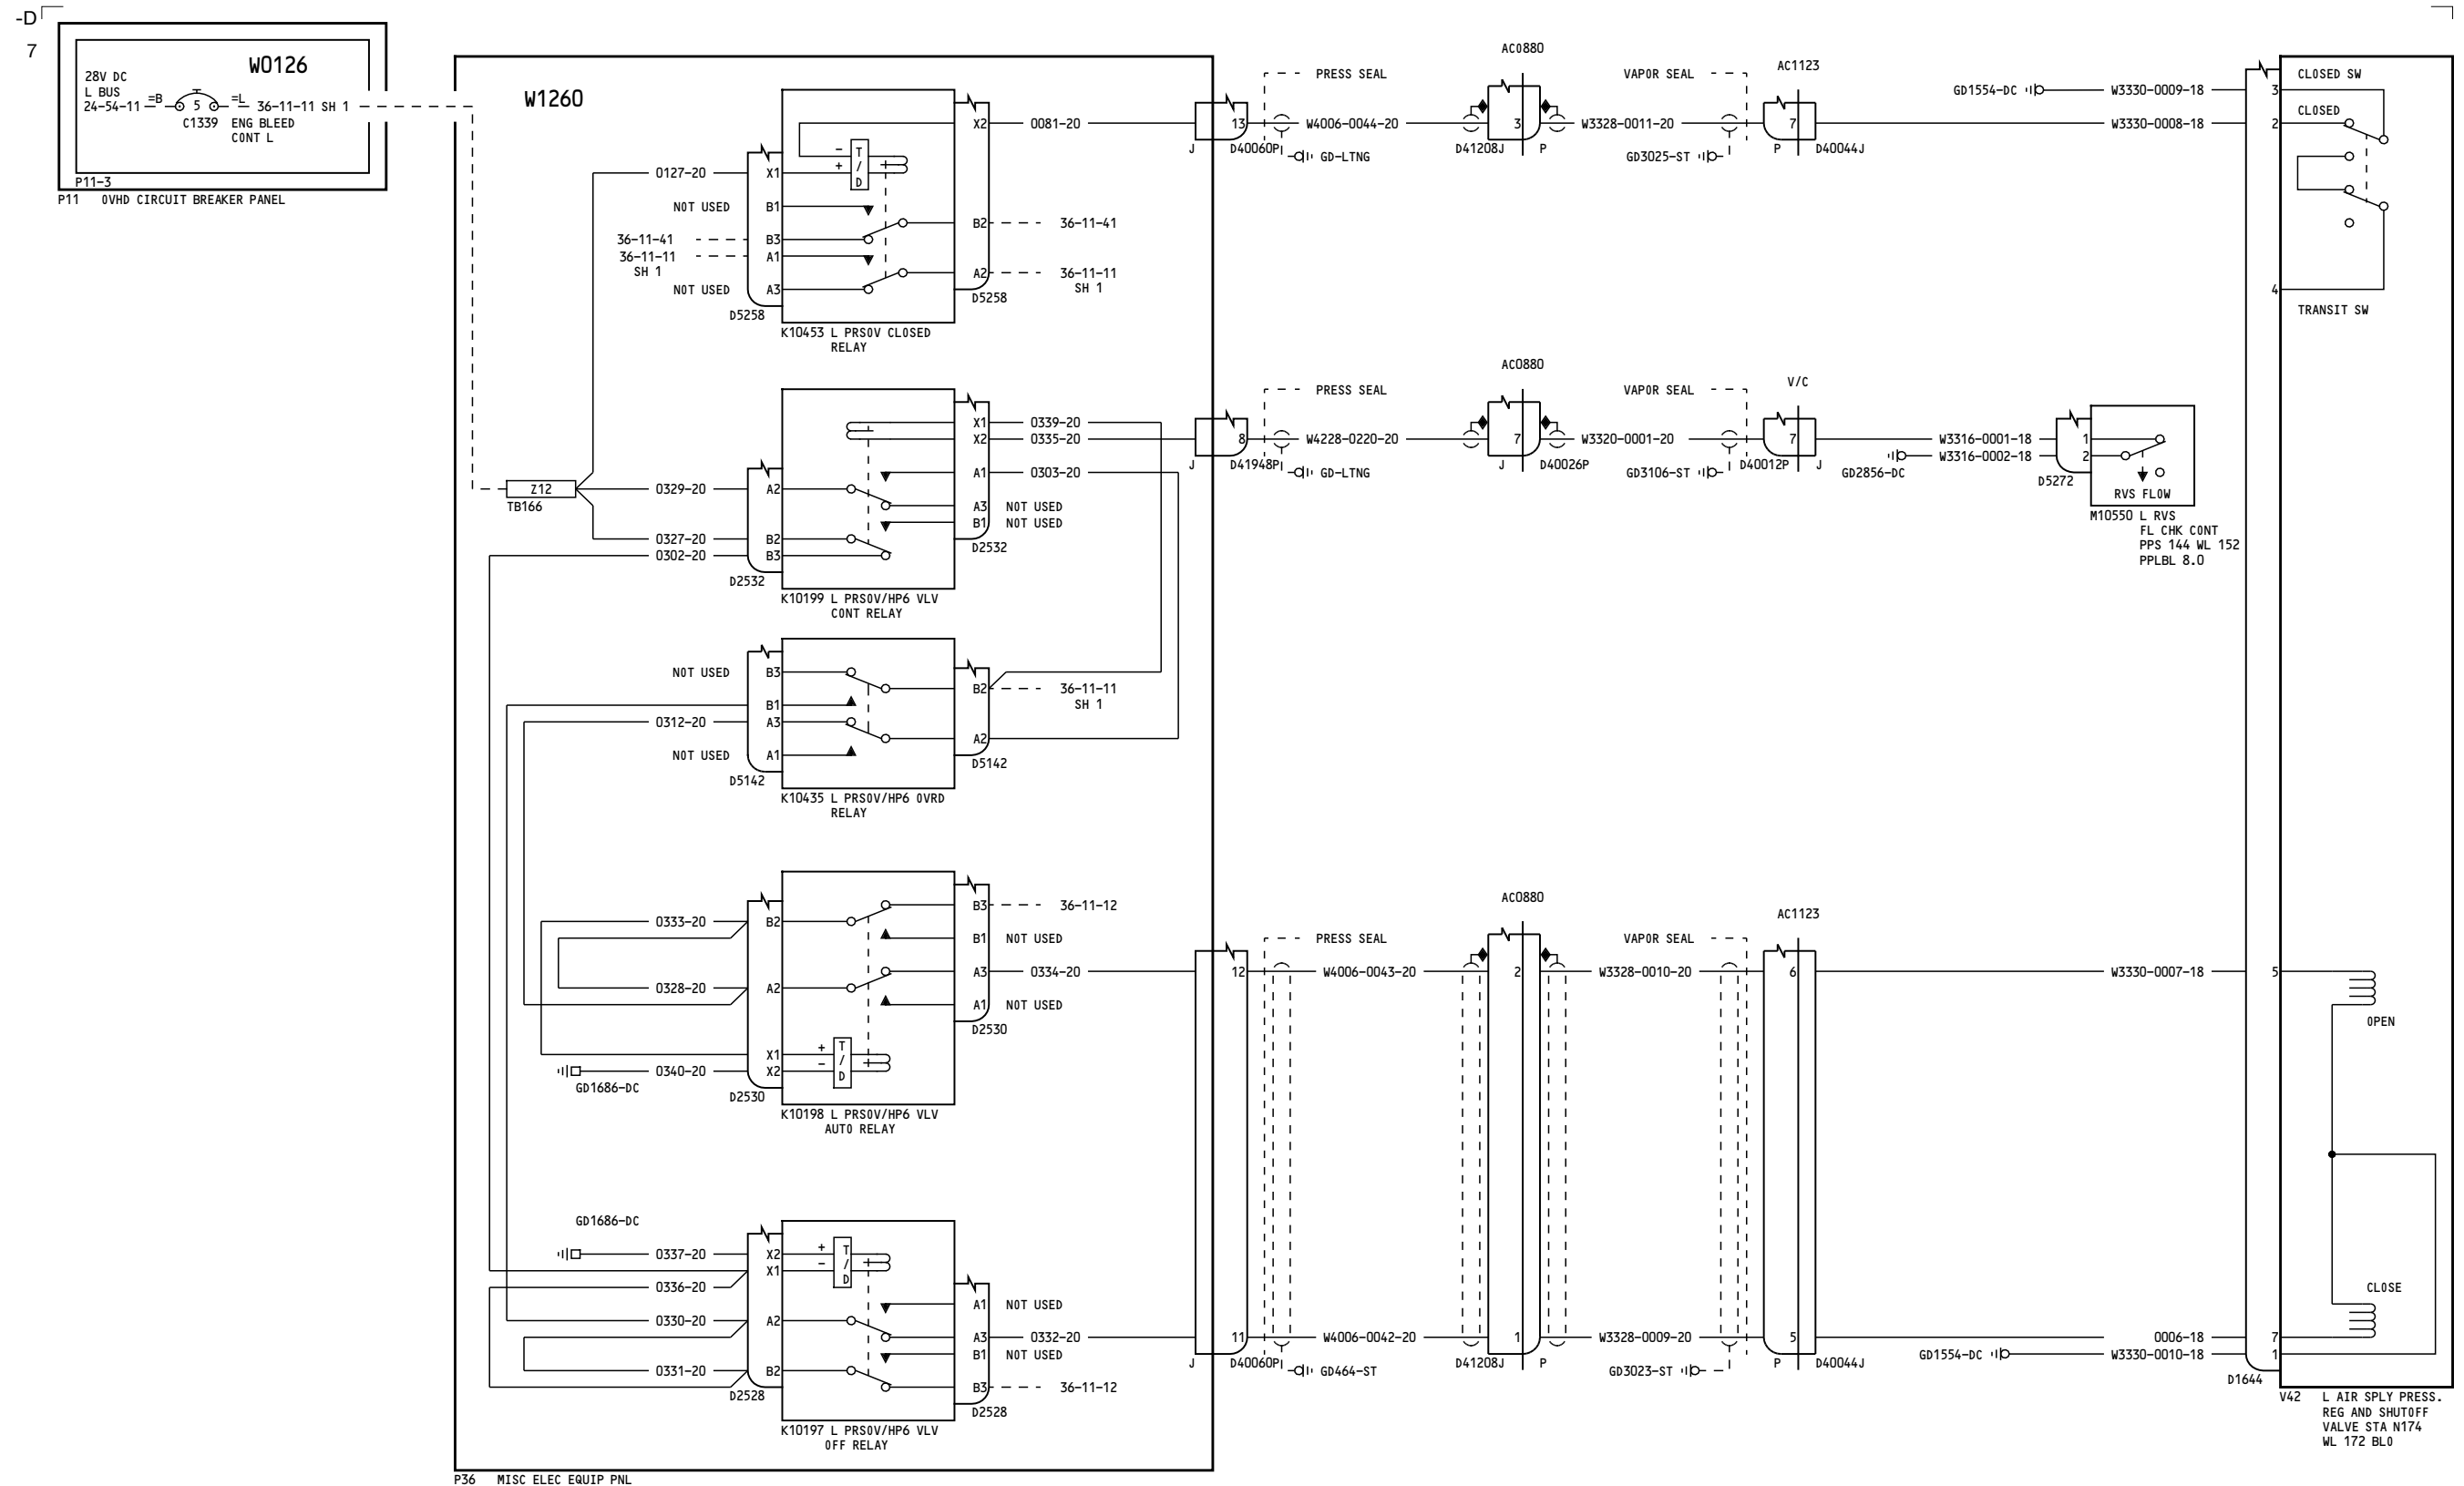 -D
7
W0126
28V DC
L BUS
24-54-11
=B
5
=L
36-11-11 SH 1
C1339
ENG BLEED
CONT L
P11-3
P11 OVHD CIRCUIT BREAKER PANEL
W1260
0127-20
X1
NOT USED
B1
36-11-41
B3
36-11-11
SH 1
A1
NOT USED
A3
D5258
- T
+ /
D
X2
0081-20
B2
36-11-41
A2
36-11-11
SH 1
D5258
K10453 L PRSOV CLOSED
RELAY
Z12
TB166
0329-20
A2
0327-20
B2
0302-20
B3
D2532
X1
0339-20
X2
0335-20
A1
0303-20
A3
NOT USED
B1
NOT USED
D2532
K10199 L PRSOV/HP6 VLV
CONT RELAY
NOT USED
B3
B1
0312-20
A3
NOT USED
A1
D5142
B2
36-11-11
SH 1
A2
D5142
K10435 L PRSOV/HP6 OVRD
RELAY
0333-20
B2
0328-20
A2
X1
0340-20
X2
GD1686-DC
D2530
+ T
- /
D
B3
36-11-12
B1
NOT USED
A3
0334-20
A1
NOT USED
D2530
K10198 L PRSOV/HP6 VLV
AUTO RELAY
GD1686-DC
0337-20
X2
X1
0336-20
0330-20
A2
0331-20
B2
D2528
+ T
- /
D
A1
NOT USED
A3
0332-20
B1
NOT USED
B3
36-11-12
D2528
K10197 L PRSOV/HP6 VLV
OFF RELAY
P36 MISC ELEC EQUIP PNL
13
J
D40060P
PRESS SEAL
W4006-0044-20
GD-LTNG
AC0880
3
D41208J
P
VAPOR SEAL
W3328-0011-20
GD3025-ST
AC1123
7
P
D40044J
GD1554-DC
W3330-0009-18
W3330-0008-18
8
J
D41948P
PRESS SEAL
W4228-0220-20
GD-LTNG
AC0880
7
J
D40026P
VAPOR SEAL
W3320-0001-20
GD3106-ST
V/C
7
D40012P
J
W3316-0001-18
W3316-0002-18
GD2856-DC
1
2
D5272
RVS FLOW
M10550 L RVS
FL CHK CONT
PPS 144 WL 152
PPLBL 8.0
12
11
J
D40060P
PRESS SEAL
W4006-0043-20
W4006-0042-20
GD464-ST
AC0880
2
1
D41208J
P
VAPOR SEAL
W3328-0010-20
W3328-0009-20
GD3023-ST
AC1123
6
5
P
D40044J
W3330-0007-18
0006-18
GD1554-DC
W3330-0010-18
3
CLOSED SW
2
CLOSED
4
TRANSIT SW
5
OPEN
CLOSE
7
1
D1644
V42 L AIR SPLY PRESS.
REG AND SHUTOFF
VALVE STA N174
WL 172 BL0